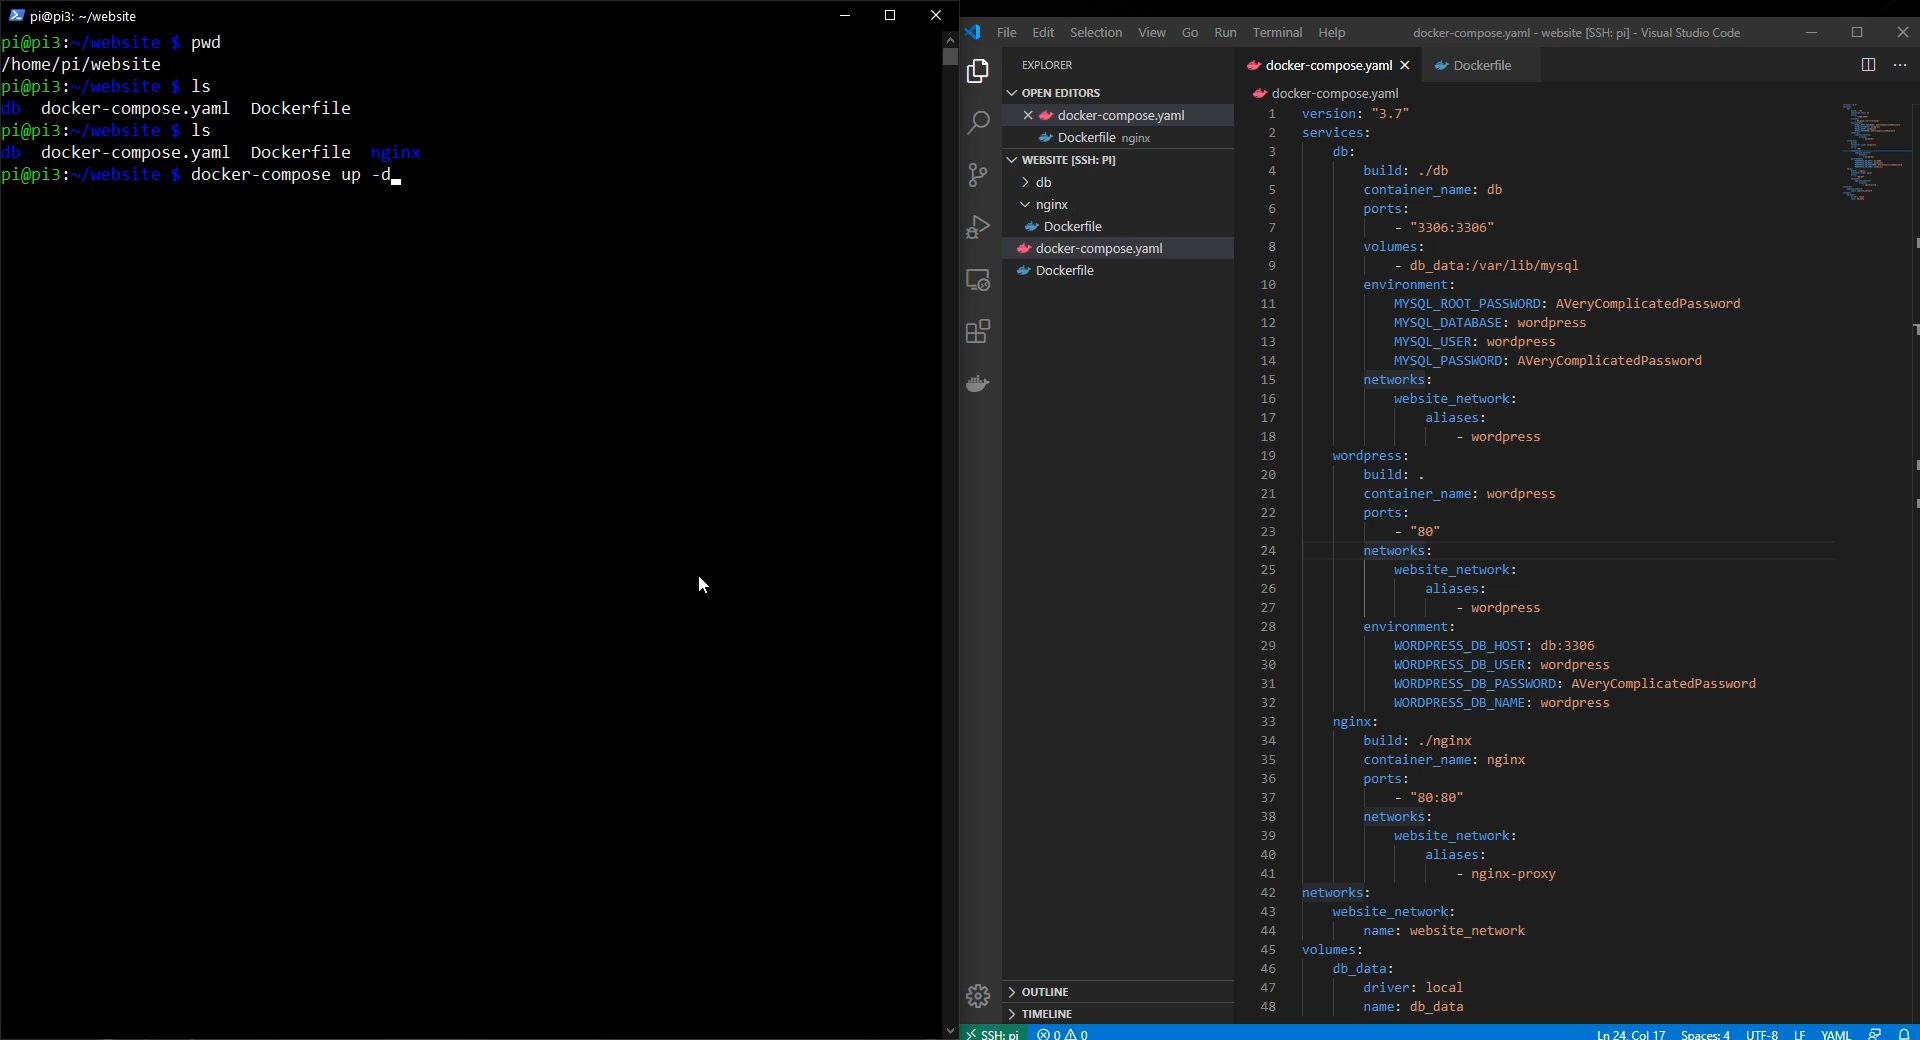 pi@pi3: ~/website
pi@pi3:~/website $ pwd
/home/pi/website
pi@pi3:~/website $ ls
db  docker-compose.yaml  Dockerfile
pi@pi3:~/website $ ls
db  docker-compose.yaml  Dockerfile  nginx
pi@pi3:~/website $ docker-compose up -d
File Edit Selection View Go Run Terminal Help docker-compose.yaml - website [SSH: pi] - Visual Studio Code
EXPLORER
OPEN EDITORS
docker-compose.yaml
Dockerfile nginx
WEBSITE [SSH: PI]
db
nginx
Dockerfile
docker-compose.yaml
Dockerfile
OUTLINE
TIMELINE
docker-compose.yaml Dockerfile
docker-compose.yaml
1 version: "3.7"
2 services:
3     db:
4         build: ./db
5         container_name: db
6         ports:
7             - "3306:3306"
8         volumes:
9             - db_data:/var/lib/mysql
10         environment:
11             MYSQL_ROOT_PASSWORD: AVeryComplicatedPassword
12             MYSQL_DATABASE: wordpress
13             MYSQL_USER: wordpress
14             MYSQL_PASSWORD: AVeryComplicatedPassword
15         networks:
16             website_network:
17                 aliases:
18                     - wordpress
19     wordpress:
20         build: .
21         container_name: wordpress
22         ports:
23             - "80"
24         networks:
25             website_network:
26                 aliases:
27                     - wordpress
28         environment:
29             WORDPRESS_DB_HOST: db:3306
30             WORDPRESS_DB_USER: wordpress
31             WORDPRESS_DB_PASSWORD: AVeryComplicatedPassword
32             WORDPRESS_DB_NAME: wordpress
33     nginx:
34         build: ./nginx
35         container_name: nginx
36         ports:
37             - "80:80"
38         networks:
39             website_network:
40                 aliases:
41                     - nginx-proxy
42 networks:
43     website_network:
44         name: website_network
45 volumes:
46     db_data:
47         driver: local
48         name: db_data
SSH: pi 0 0 Ln 24, Col 17 Spaces: 4 UTF-8 LF YAML